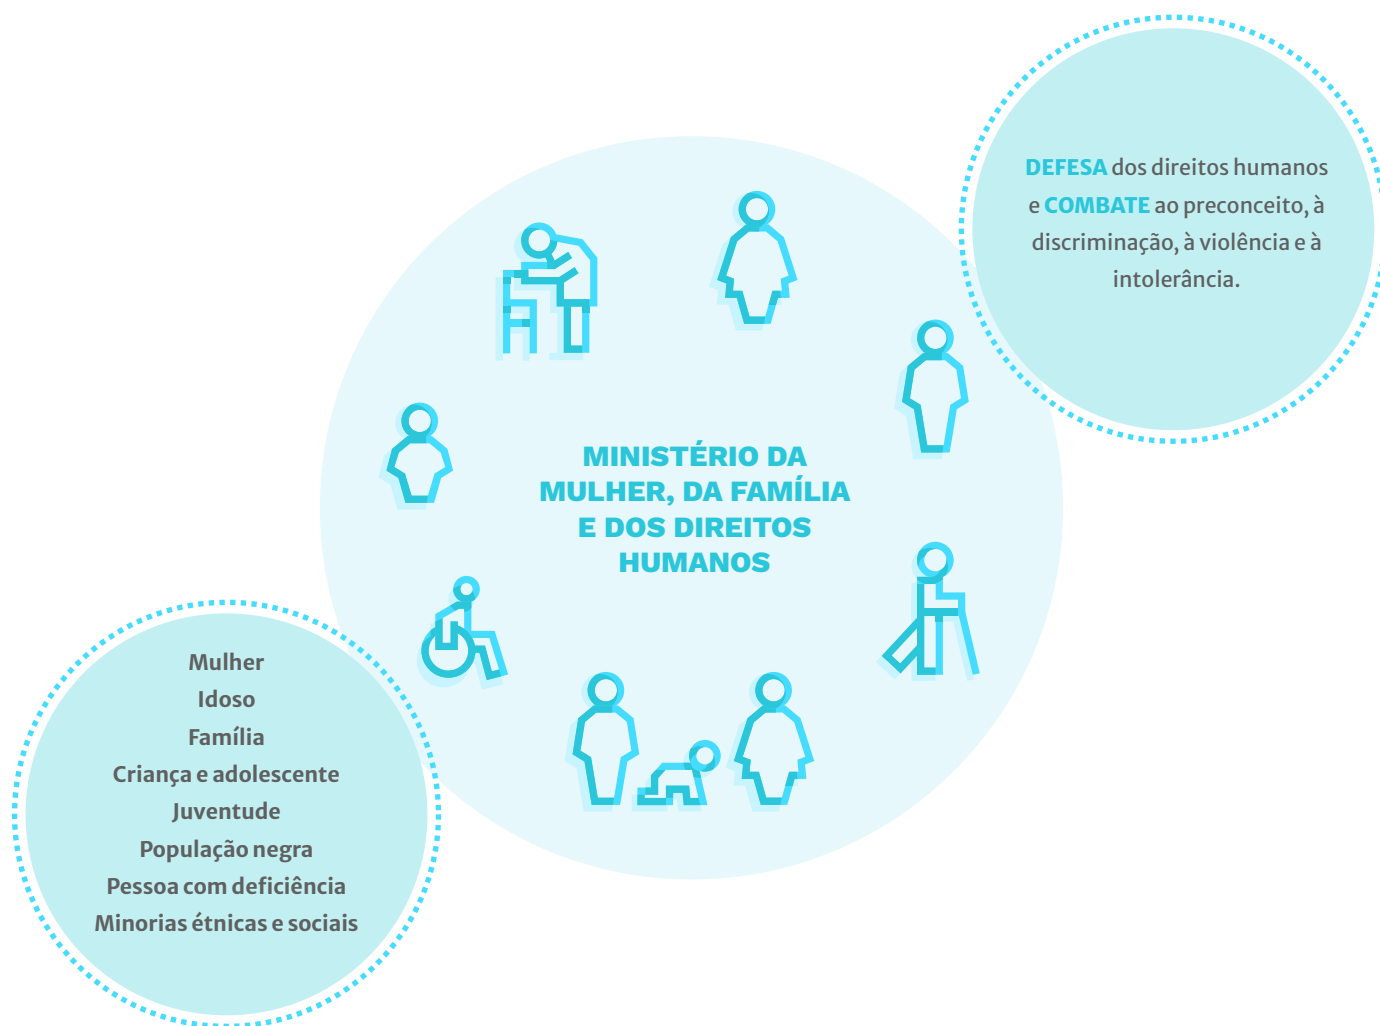 DEFESA dos direitos humanos
e COMBATE ao preconceito, à
discriminação, à violência e à
intolerância.
MINISTÉRIO DA
MULHER, DA FAMÍLIA
E DOS DIREITOS
HUMANOS
Mulher
Idoso
Família
Criança e adolescente
Juventude
População negra
Pessoa com deficiência
Minorias étnicas e sociais